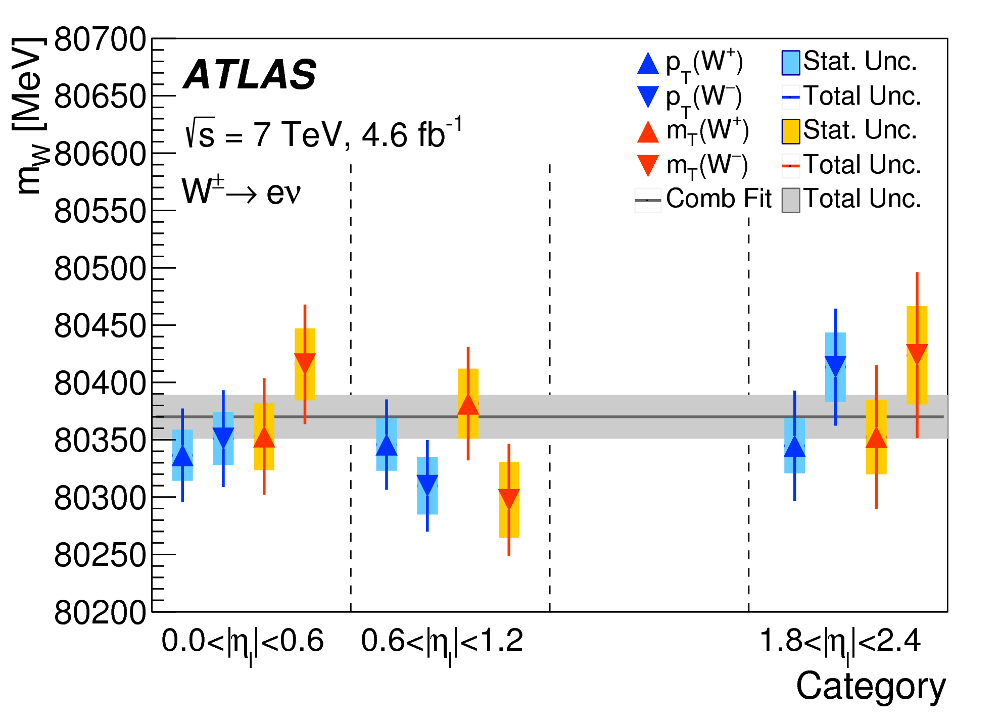 m_W [MeV]
80700
80650
80600
80550
80500
80450
80400
80350
80300
80250
80200
ATLAS
√s = 7 TeV, 4.6 fb⁻¹
W± → eν
p_T(W⁺) Stat. Unc.
p_T(W⁻) Total Unc.
m_T(W⁺) Stat. Unc.
m_T(W⁻) Total Unc.
Comb Fit Total Unc.
0.0<|η_l|<0.6 0.6<|η_l|<1.2 1.8<|η_l|<2.4
Category